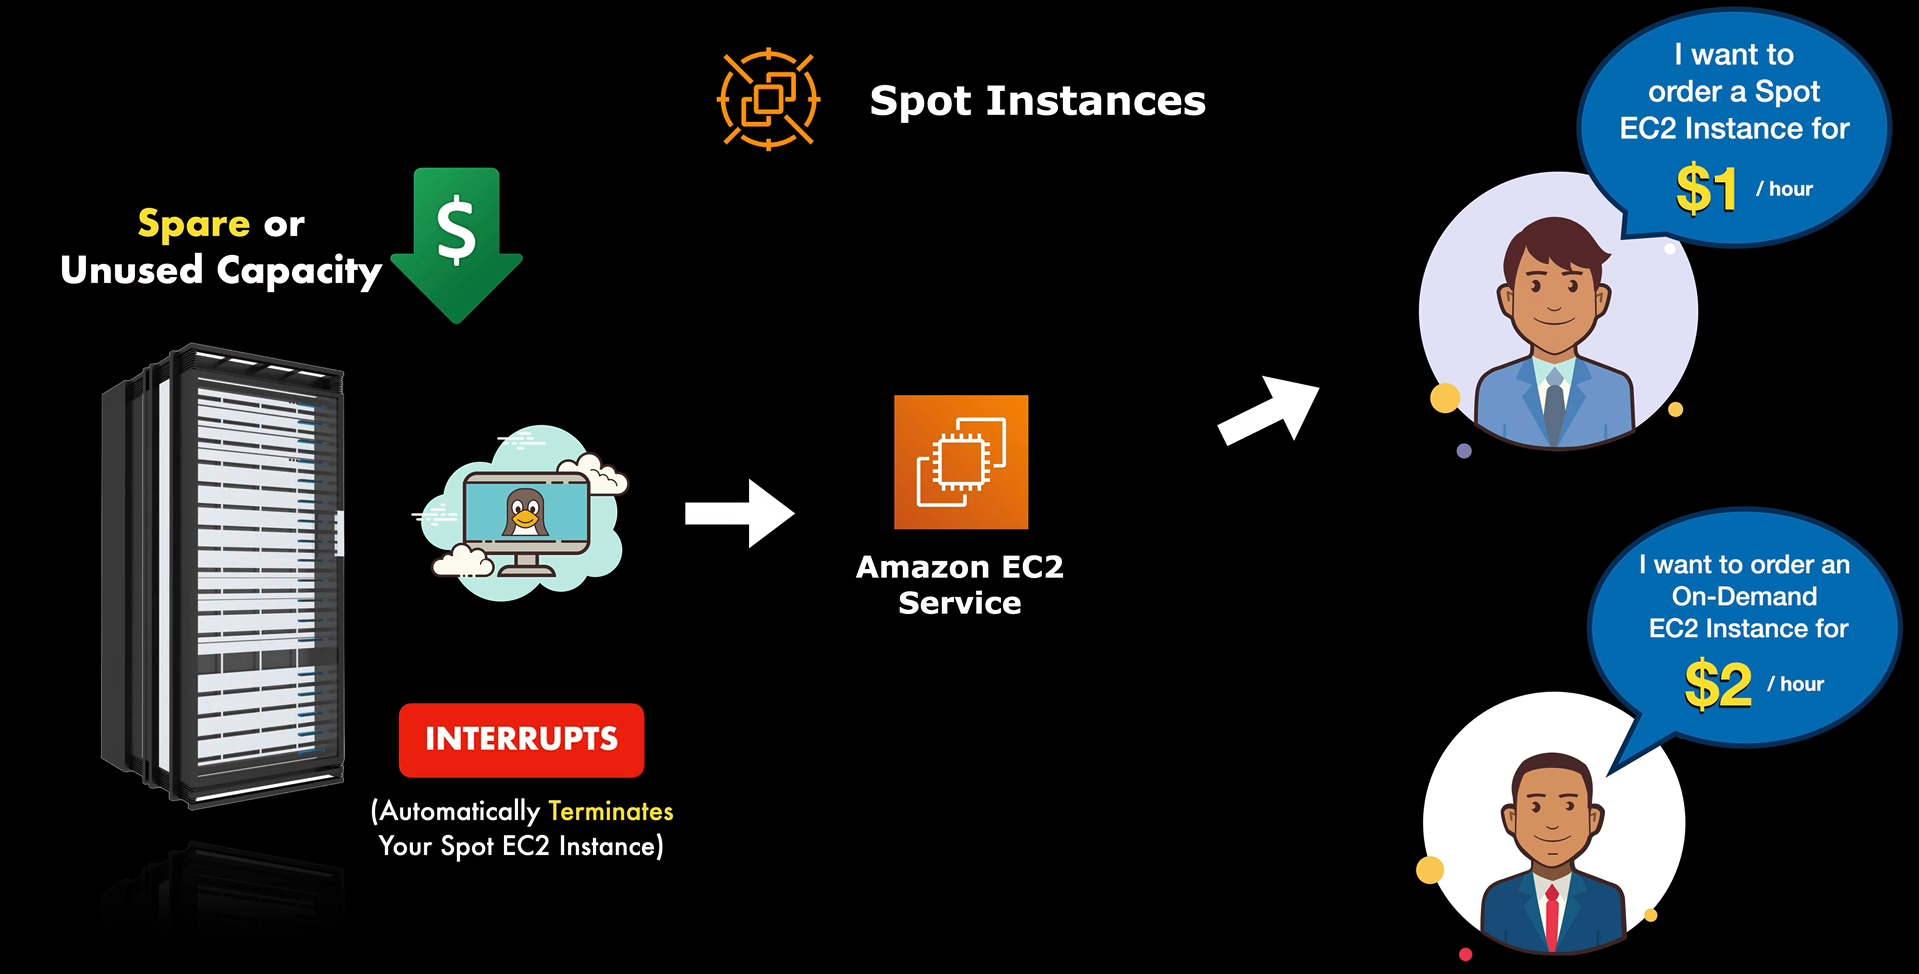 Spot Instances
Spare or
Unused Capacity
$
INTERRUPTS
(Automatically Terminates
Your Spot EC2 Instance)
Amazon EC2
Service
I want to
order a Spot
EC2 Instance for
$1 / hour
I want to order an
On-Demand
EC2 Instance for
$2 / hour